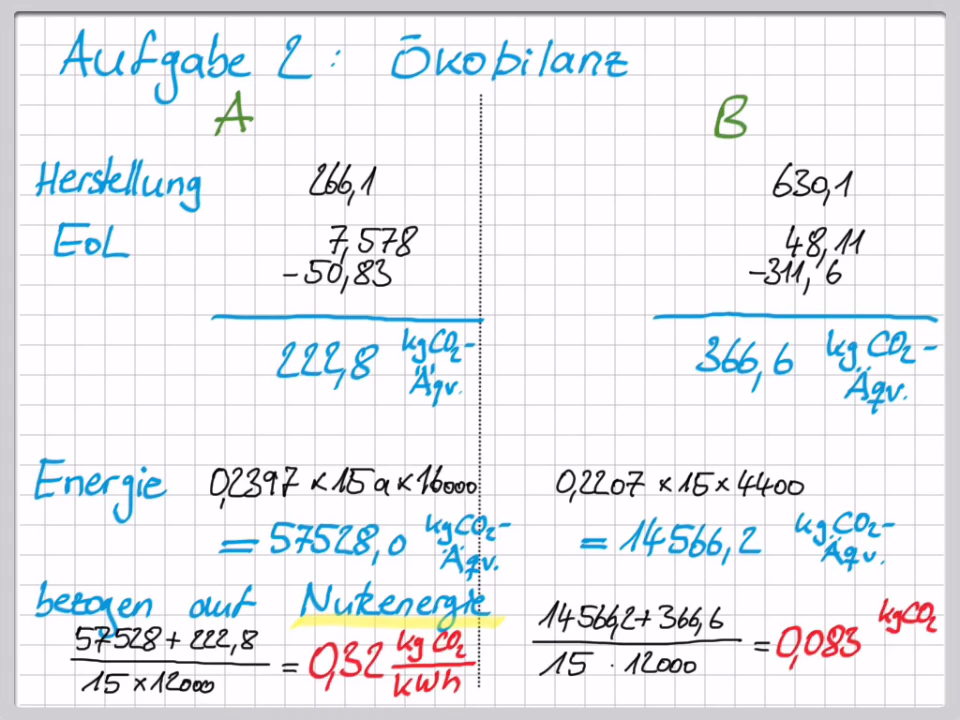 Aufgabe 2: Ökobilanz
A B
Herstellung 266,1 630,1
EoL 7,578 48,11
-50,83 -311,6
222,8 kgCO₂-Äqv. 366,6 kgCO₂-Äqv.
Energie 0,2397 × 15a × 16000 0,2207 × 15 × 4400
= 57528,0 kgCO₂-Äqv. = 14566,2 kgCO₂-Äqv.
bezogen auf Nutzenergie
57528 + 222,8 14566,2 + 366,6
= 0,32 kgCO₂ = 0,083 kgCO₂
15 × 12000 kWh 15 · 12000